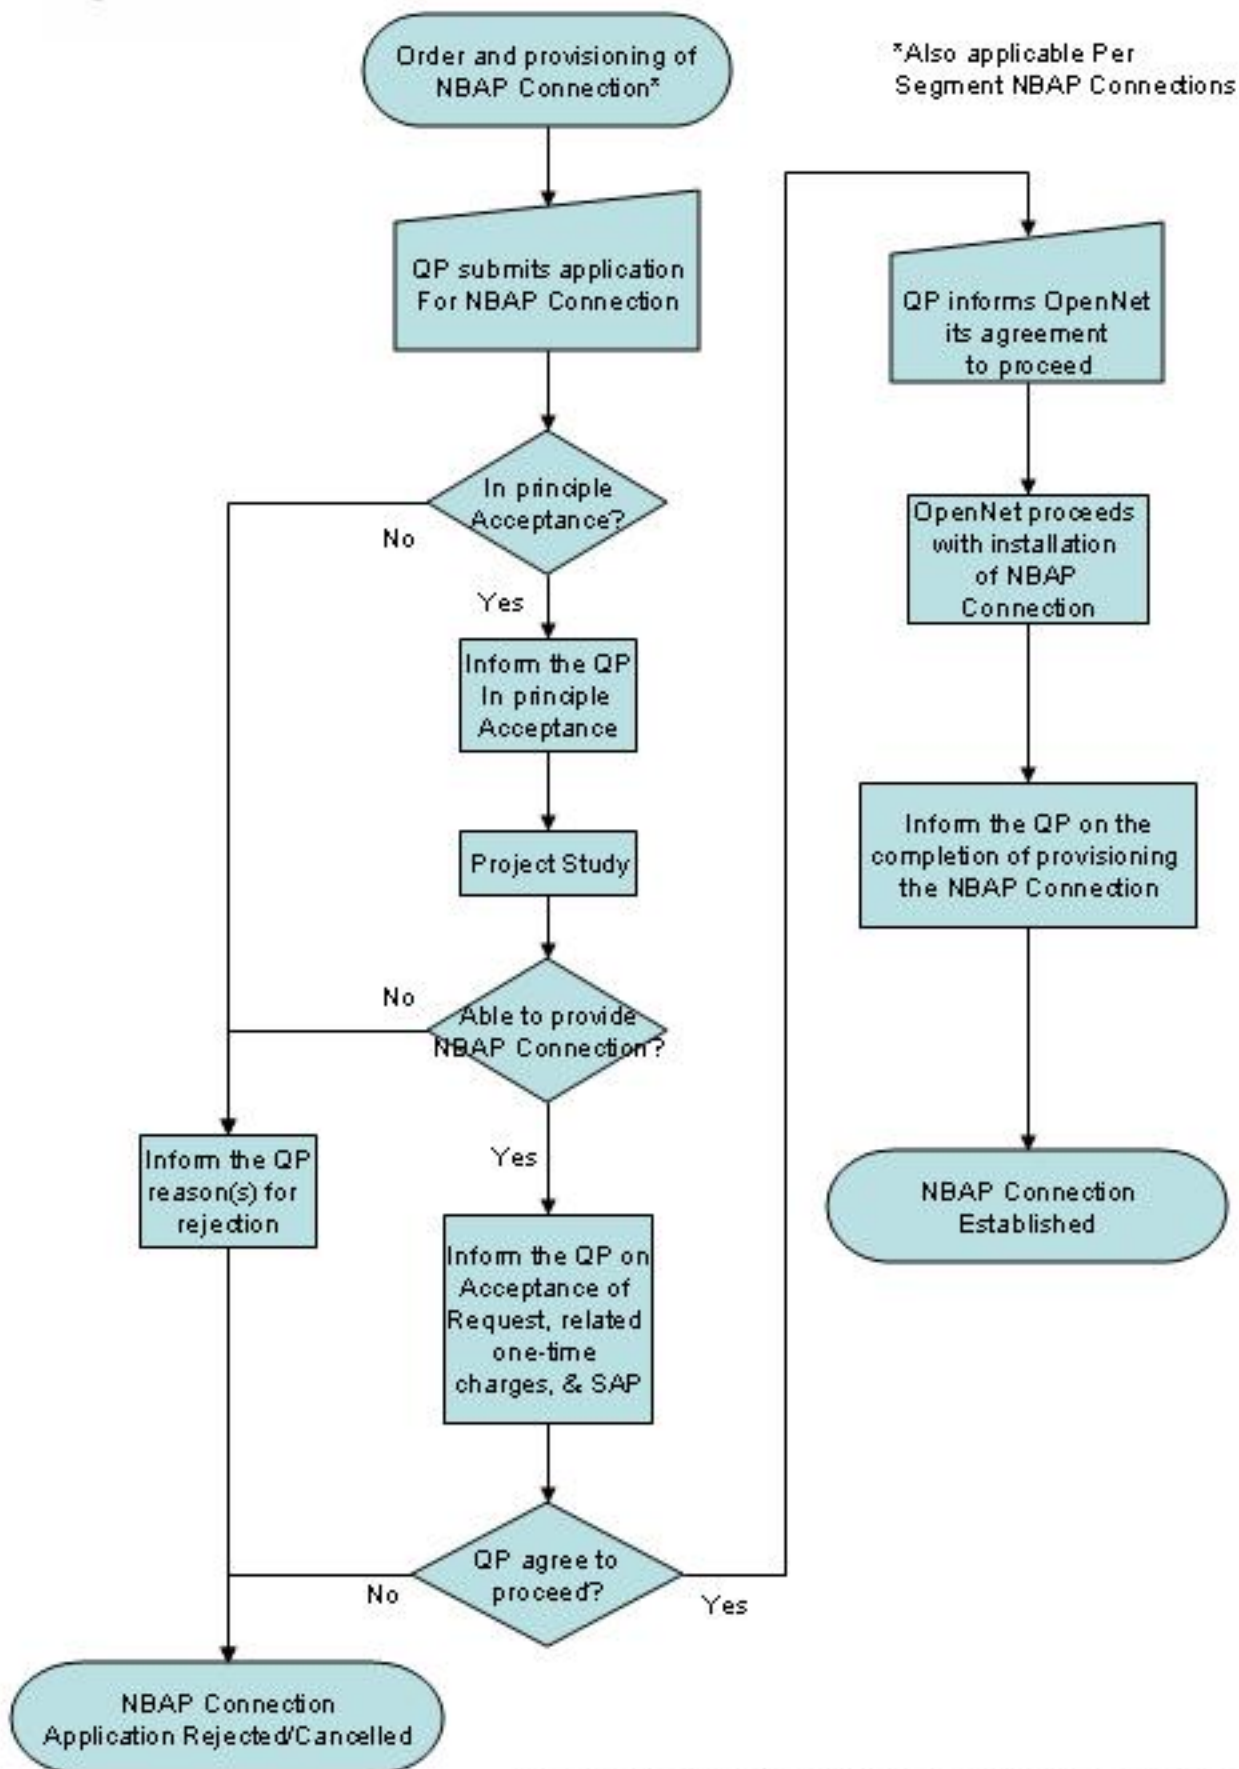 Order and provisioning of
NBAP Connection*
*Also applicable Per
Segment NBAP Connections
QP submits application
For NBAP Connection
In principle
Acceptance?
No
Yes
Inform the QP
In principle
Acceptance
Project Study
Able to provide
NBAP Connection?
No
Yes
Inform the QP
reason(s) for
rejection
Inform the QP on
Acceptance of
Request, related
one-time
charges, & SAP
QP agree to
proceed?
No
Yes
NBAP Connection
Application Rejected/Cancelled
QP informs OpenNet
its agreement
to proceed
OpenNet proceeds
with installation
of NBAP
Connection
Inform the QP on the
completion of provisioning
the NBAP Connection
NBAP Connection
Established